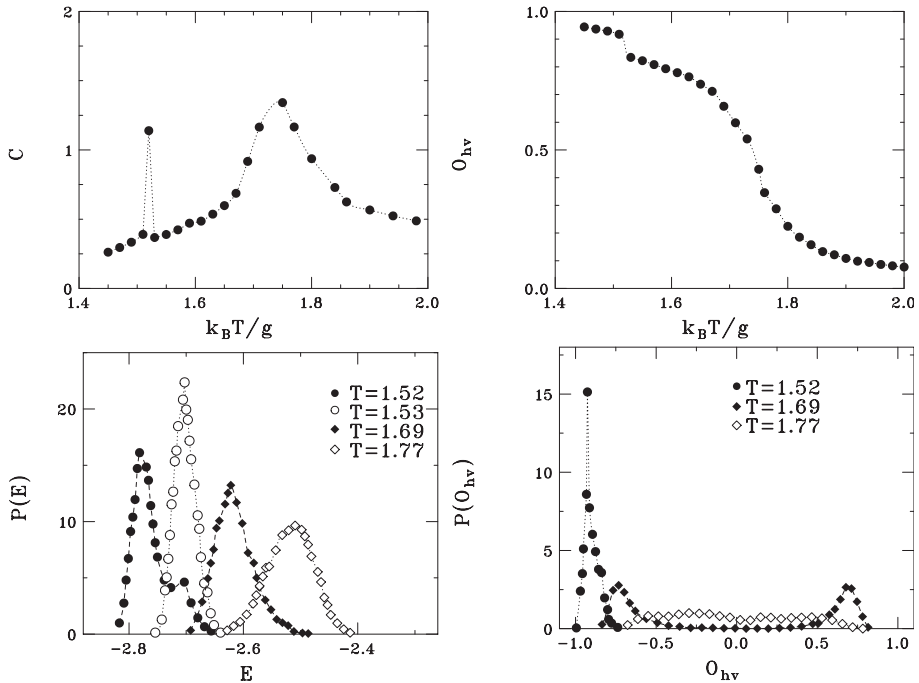 2
1
0
C
1.4 1.6 1.8 2.0
k_BT/g
1.0
0.5
0.0
O_hv
1.4 1.6 1.8 2.0
k_BT/g
20
10
0
P(E)
T=1.52
T=1.53
T=1.69
T=1.77
−2.8 −2.6 −2.4
E
15
10
5
0
P(O_hv)
T=1.52
T=1.69
T=1.77
−1.0 −0.5 0.0 0.5 1.0
O_hv